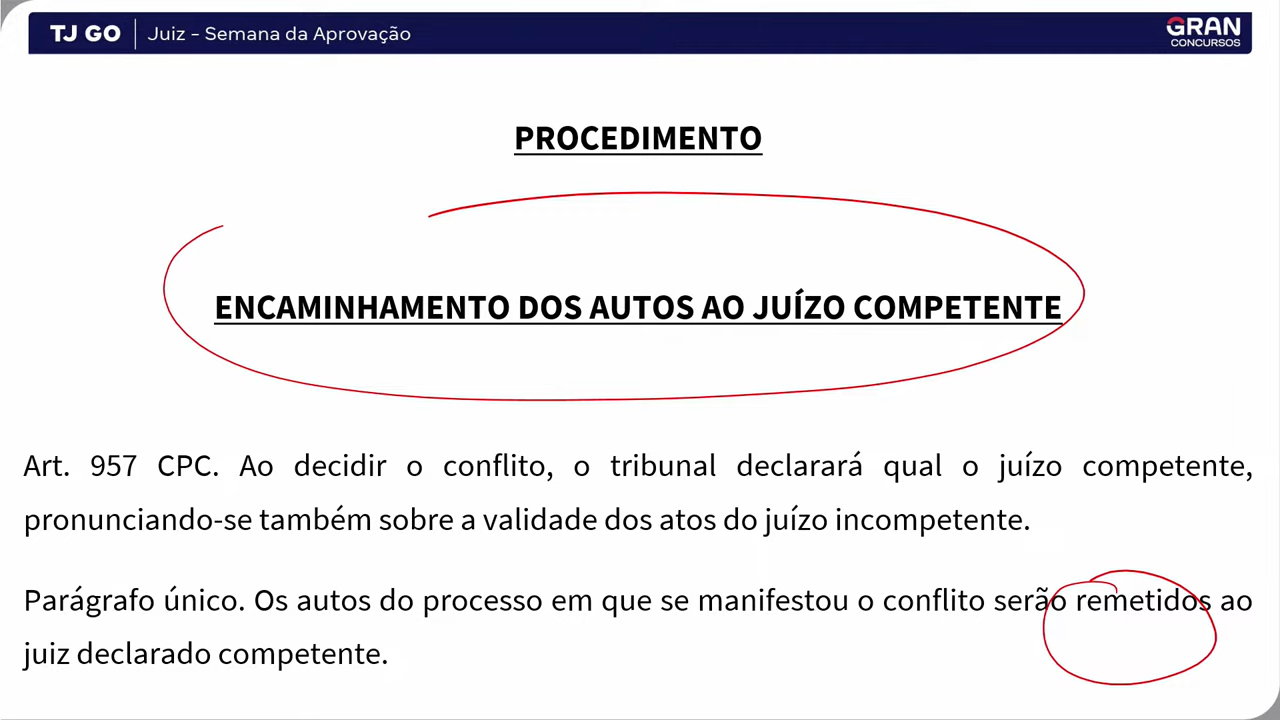 TJ GO | Juiz – Semana da Aprovação
GRAN
CONCURSOS
PROCEDIMENTO
ENCAMINHAMENTO DOS AUTOS AO JUÍZO COMPETENTE
Art. 957 CPC. Ao decidir o conflito, o tribunal declarará qual o juízo competente,
pronunciando-se também sobre a validade dos atos do juízo incompetente.
Parágrafo único. Os autos do processo em que se manifestou o conflito serão remetidos ao
juiz declarado competente.